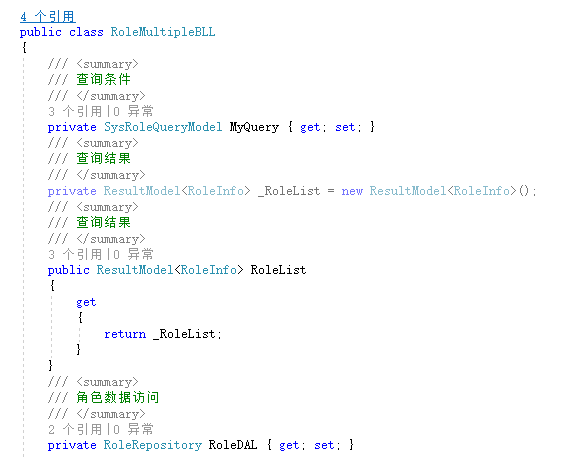 4 个引用
public class RoleMultipleBLL
{
/// <summary>
/// 查询条件
/// </summary>
3 个引用|0 异常
private SysRoleQueryModel MyQuery { get; set; }
/// <summary>
/// 查询结果
/// </summary>
private ResultModel<RoleInfo> _RoleList = new ResultModel<RoleInfo>();
/// <summary>
/// 查询结果
/// </summary>
3 个引用|0 异常
public ResultModel<RoleInfo> RoleList
{
get
{
return _RoleList;
}
}
/// <summary>
/// 角色数据访问
/// </summary>
2 个引用|0 异常
private RoleRepository RoleDAL { get; set; }